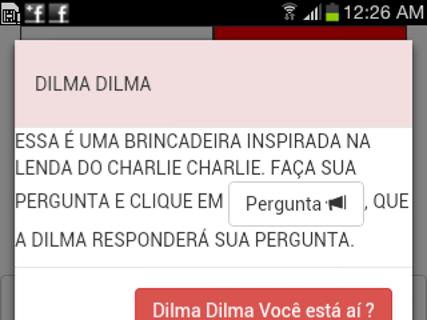 12:26 AM
DILMA DILMA
ESSA É UMA BRINCADEIRA INSPIRADA NA
LENDA DO CHARLIE CHARLIE. FAÇA SUA
PERGUNTA E CLIQUE EM Pergunta , QUE
A DILMA RESPONDERÁ SUA PERGUNTA.
Dilma Dilma Você está aí ?